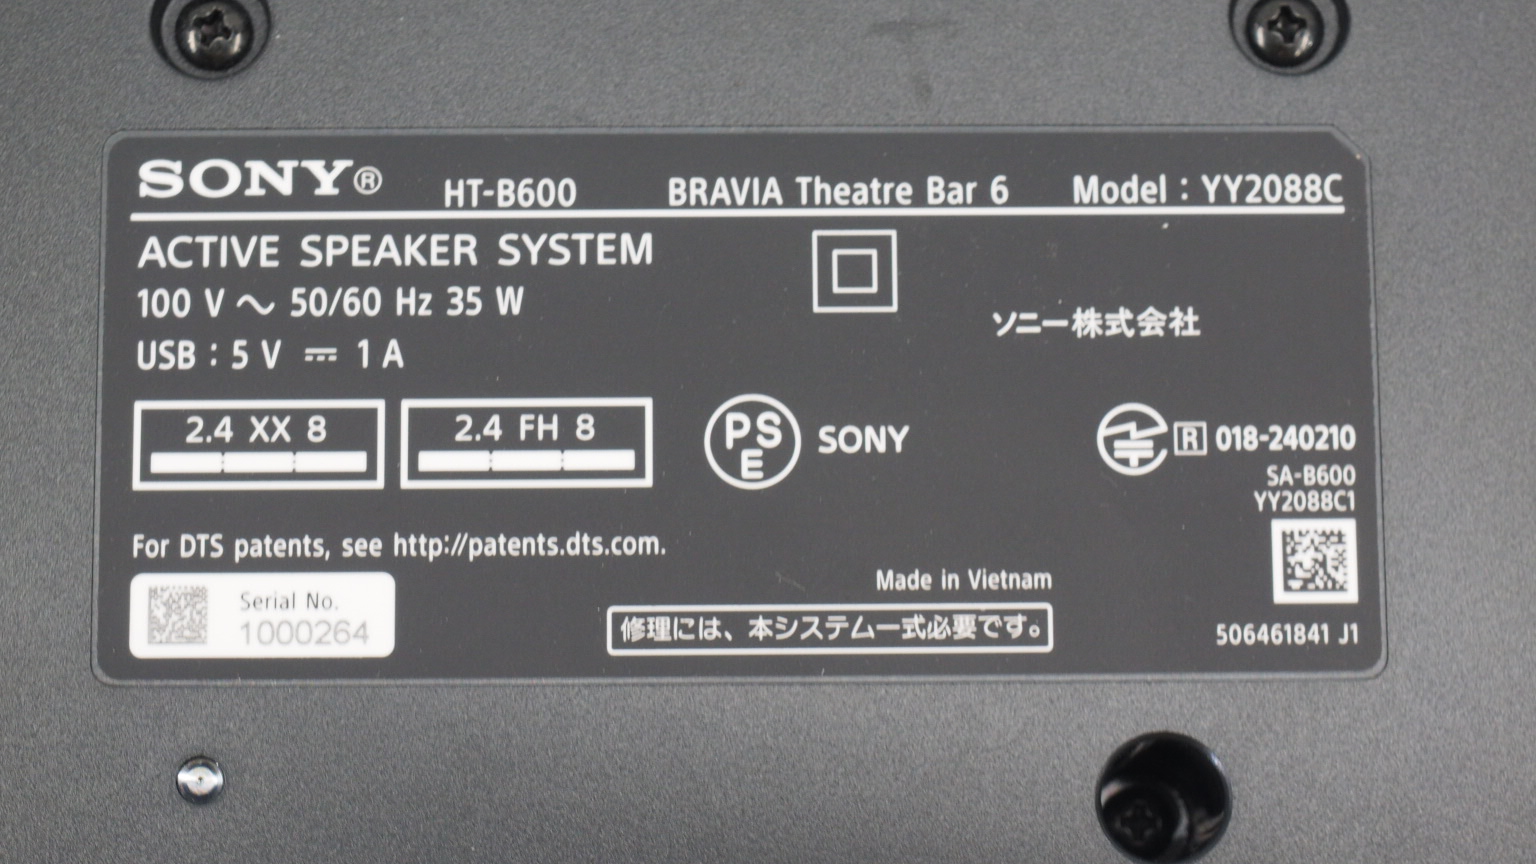 SONY® HT-B600 BRAVIA Theatre Bar 6 Model : YY2088C
ACTIVE SPEAKER SYSTEM
100 V ～ 50/60 Hz 35 W
USB : 5 V ⎓ 1 A
ソニー株式会社
2.4 XX 8
2.4 FH 8
PSE
SONY
R 018-240210
SA-B600
YY2088C1
For DTS patents, see http://patents.dts.com.
Serial No.
1000264
Made in Vietnam
修理には、本システム一式必要です。
506461841 J1